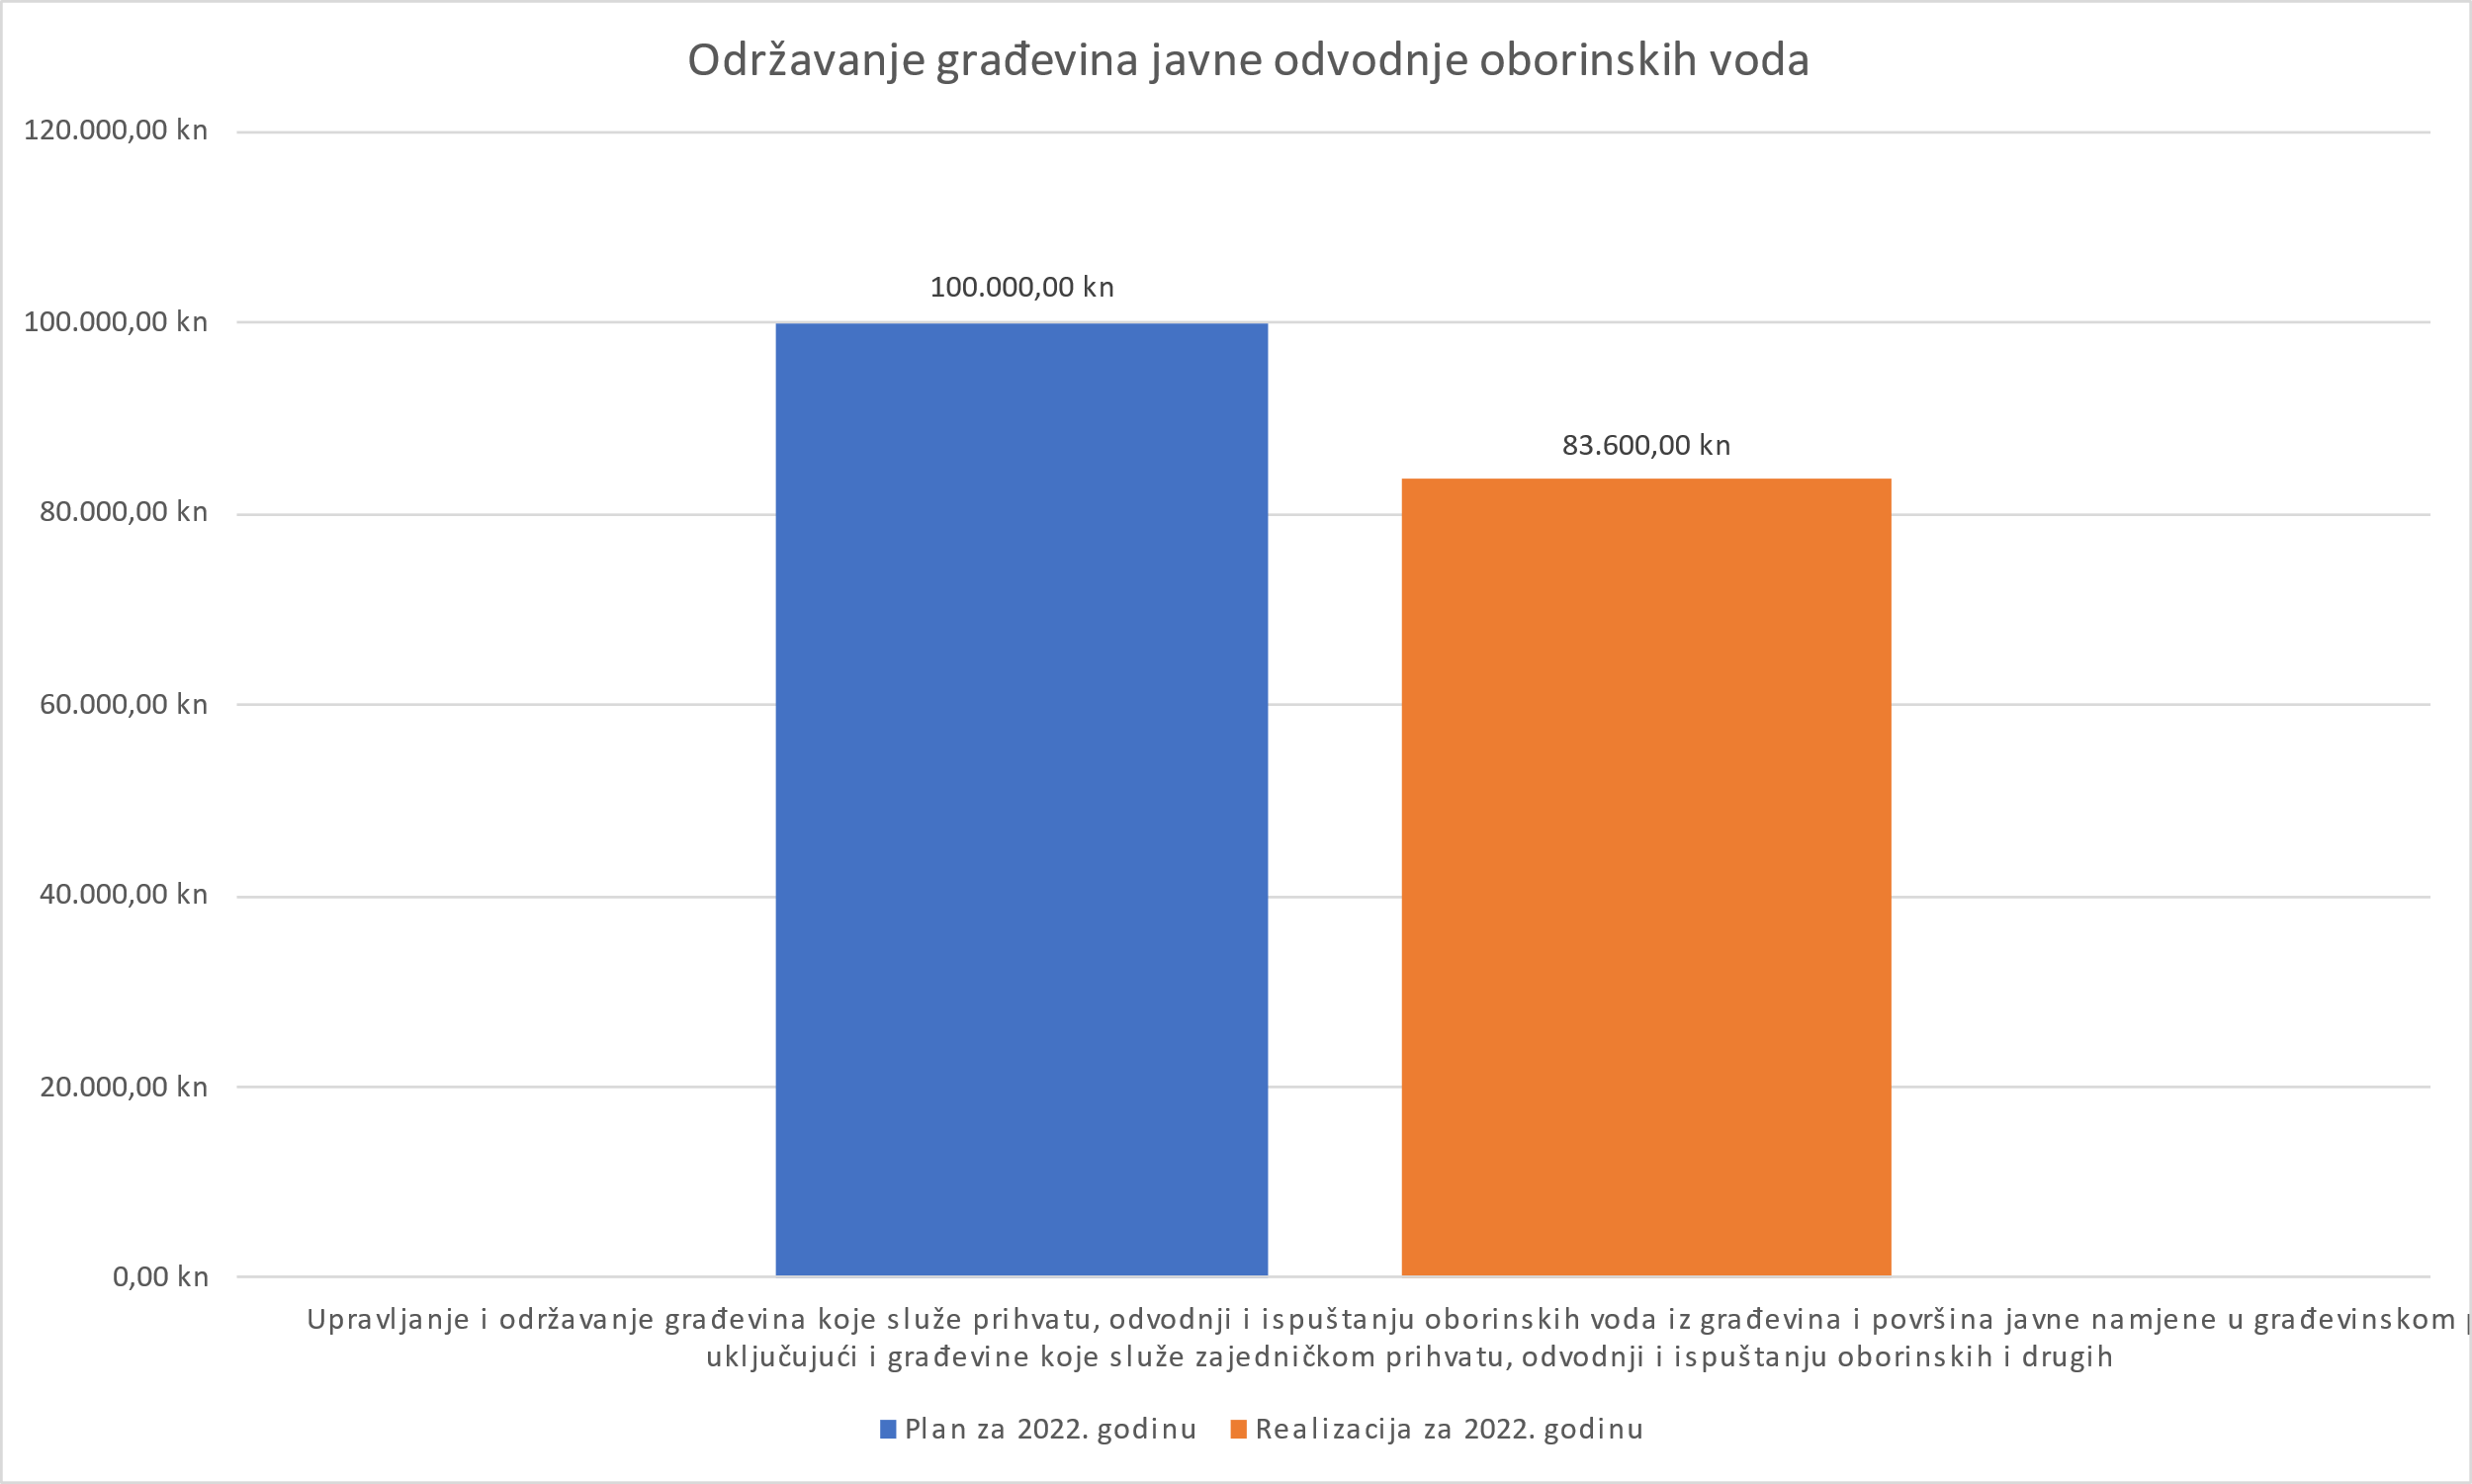 Održavanje građevina javne odvodnje oborinskih voda
120.000,00 kn
100.000,00 kn
80.000,00 kn
60.000,00 kn
40.000,00 kn
20.000,00 kn
0,00 kn
100.000,00 kn
83.600,00 kn
Upravljanje i održavanje građevina koje služe prihvatu, odvodnji i ispuštanju oborinskih voda iz građevina i površina javne namjene u građevinskom
uključujući i građevine koje služe zajedničkom prihvatu, odvodnji i ispuštanju oborinskih i drugih
Plan za 2022. godinu
Realizacija za 2022. godinu